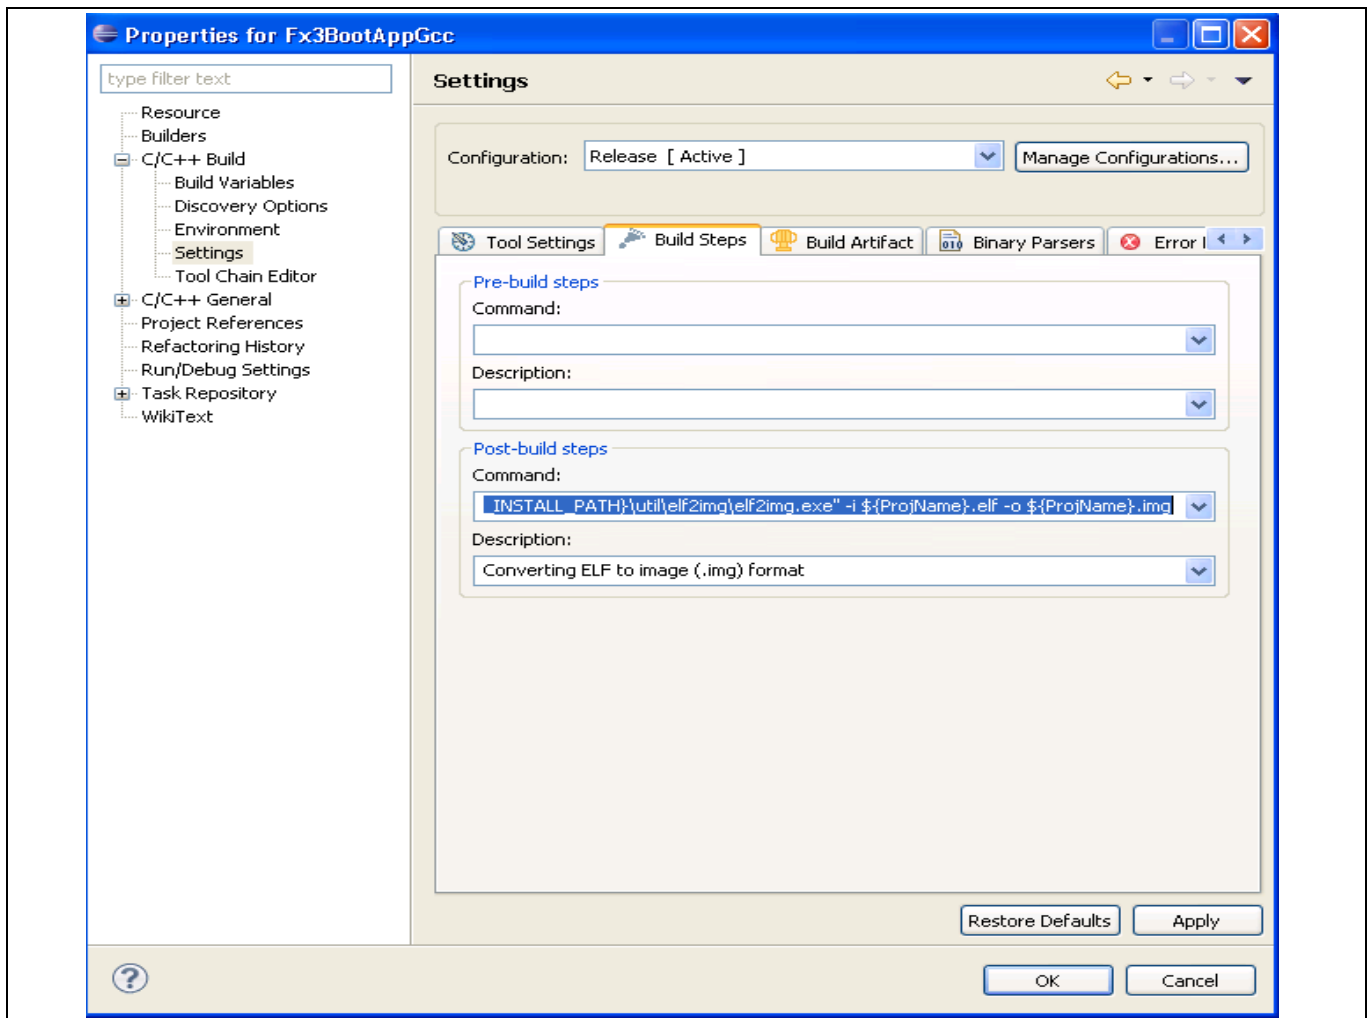 Properties for Fx3BootAppGcc
type filter text
Resource
Builders
C/C++ Build
Build Variables
Discovery Options
Environment
Settings
Tool Chain Editor
C/C++ General
Project References
Refactoring History
Run/Debug Settings
Task Repository
WikiText
Settings
Configuration: Release [ Active ] Manage Configurations...
Tool Settings Build Steps Build Artifact 010 Binary Parsers Error
Pre-build steps
Command:
Description:
Post-build steps
Command:
_INSTALL_PATH}\util\elf2img\elf2img.exe" -i ${ProjName}.elf -o ${ProjName}.img
Description:
Converting ELF to image (.img) format
Restore Defaults Apply
? OK Cancel